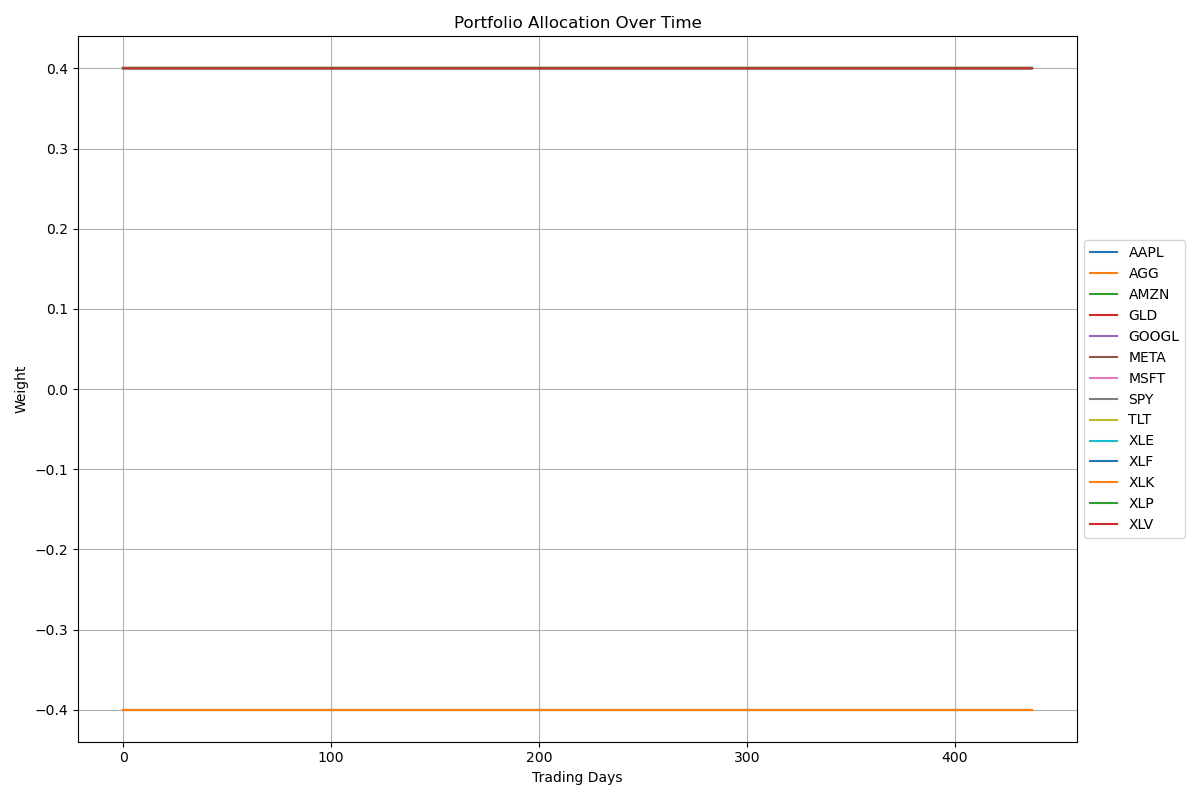 Portfolio Allocation Over Time
0.4
0.3
0.2
0.1
0.0
−0.1
−0.2
−0.3
−0.4
Weight
0 100 200 300 400
Trading Days
AAPL
AGG
AMZN
GLD
GOOGL
META
MSFT
SPY
TLT
XLE
XLF
XLK
XLP
XLV